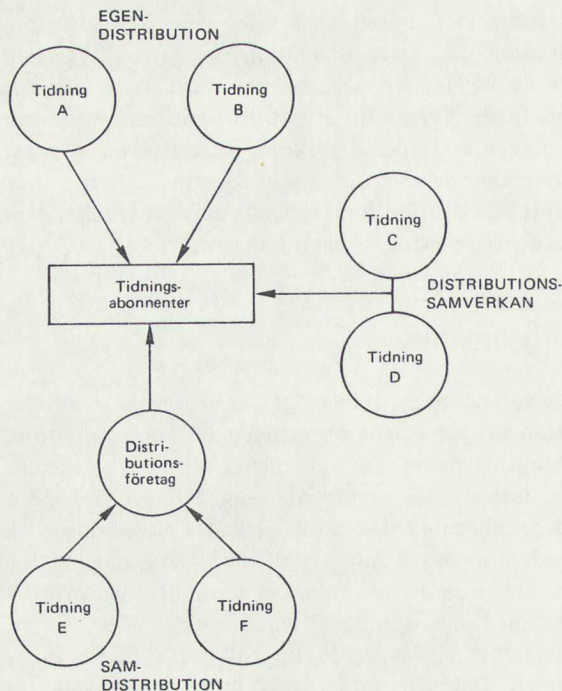 EGEN-
DISTRIBUTION
Tidning
A
Tidning
B
Tidnings-
abonnenter
Tidning
C
DISTRIBUTIONS-
SAMVERKAN
Tidning
D
Distri-
butions-
företag
Tidning
E
Tidning
F
SAM-
DISTRIBUTION